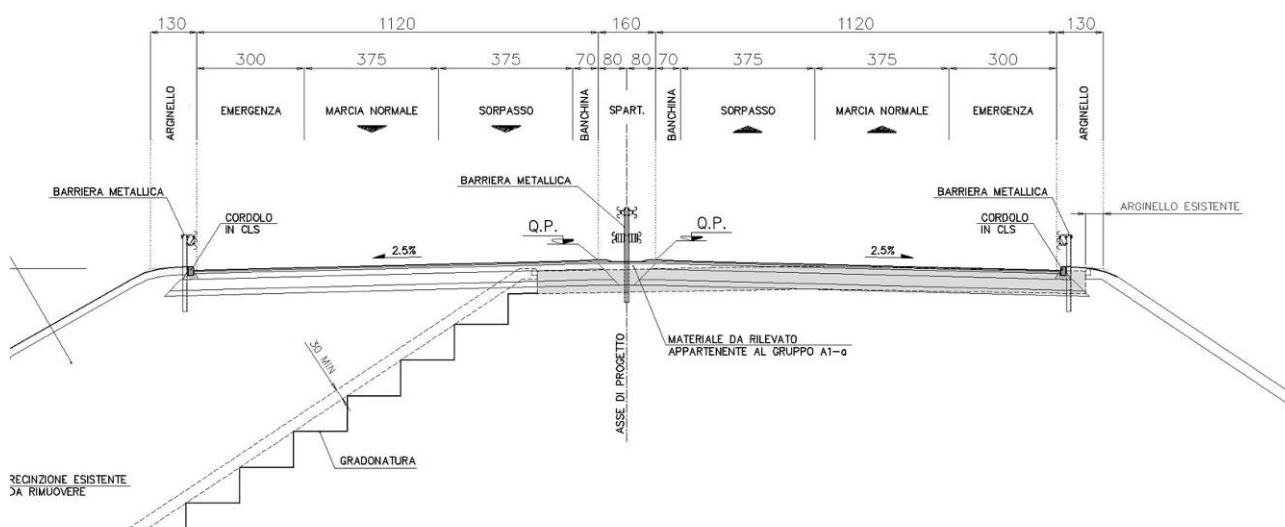 130
1120
160
1120
130
300
375
375
70
80
80
70
375
375
300
ARGINELLO
EMERGENZA
MARCIA NORMALE
SORPASSO
BANCHINA
SPART.
BANCHINA
SORPASSO
MARCIA NORMALE
EMERGENZA
ARGINELLO
BARRIERA METALLICA
BARRIERA METALLICA
BARRIERA METALLICA
ARGINELLO ESISTENTE
CORDOLO
IN CLS
Q.P.
Q.P.
CORDOLO
IN CLS
2.5%
2.5%
MATERIALE DA RILEVATO
APPARTENENTE AL GRUPPO A1-a
30 MIN
ASSE DI PROGETTO
GRADONATURA
RECINZIONE ESISTENTE
DA RIMUOVERE